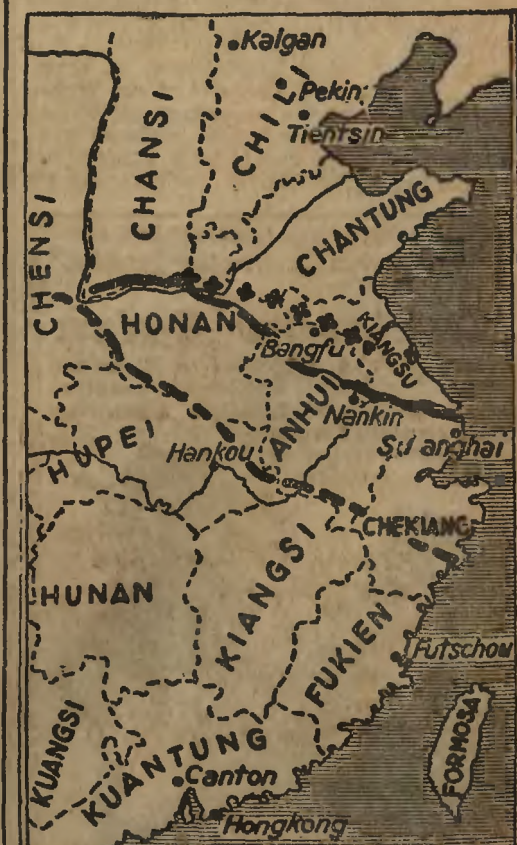 Kalgan
CHANSI
CHILI
Pekin
Tientsin
CHENSI
CHANTUNG
HONAN
KIANGSU
Bangfu
ANHUI
Nankin
HUPEI
Hankou
CHEKIANG
HUNAN
KIANGSI
FUKIEN
Futschou
KUANGSI
KUANTUNG
Canton
FORMOSA
Hongkong